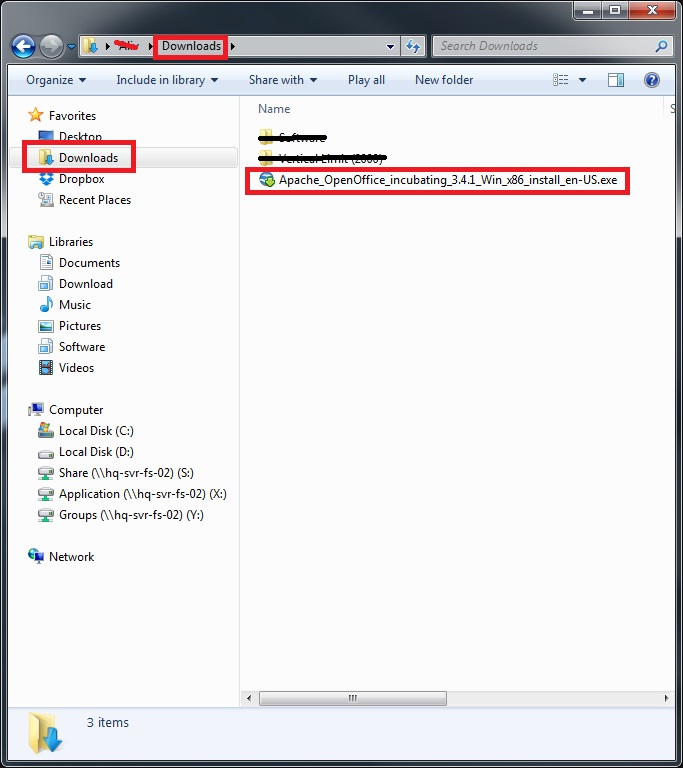 Downloads
Search Downloads
Organize Include in library Share with Play all New folder
Favorites
Desktop
Downloads
Dropbox
Recent Places
Libraries
Documents
Download
Music
Pictures
Software
Videos
Computer
Local Disk (C:)
Local Disk (D:)
Share (\\hq-svr-fs-02) (S:)
Application (\\hq-svr-fs-02) (X:)
Groups (\\hq-svr-fs-02) (Y:)
Network
Name S
Software
Vertical Limit (2000)
Apache_OpenOffice_incubating_3.4.1_Win_x86_install_en-US.exe
3 items